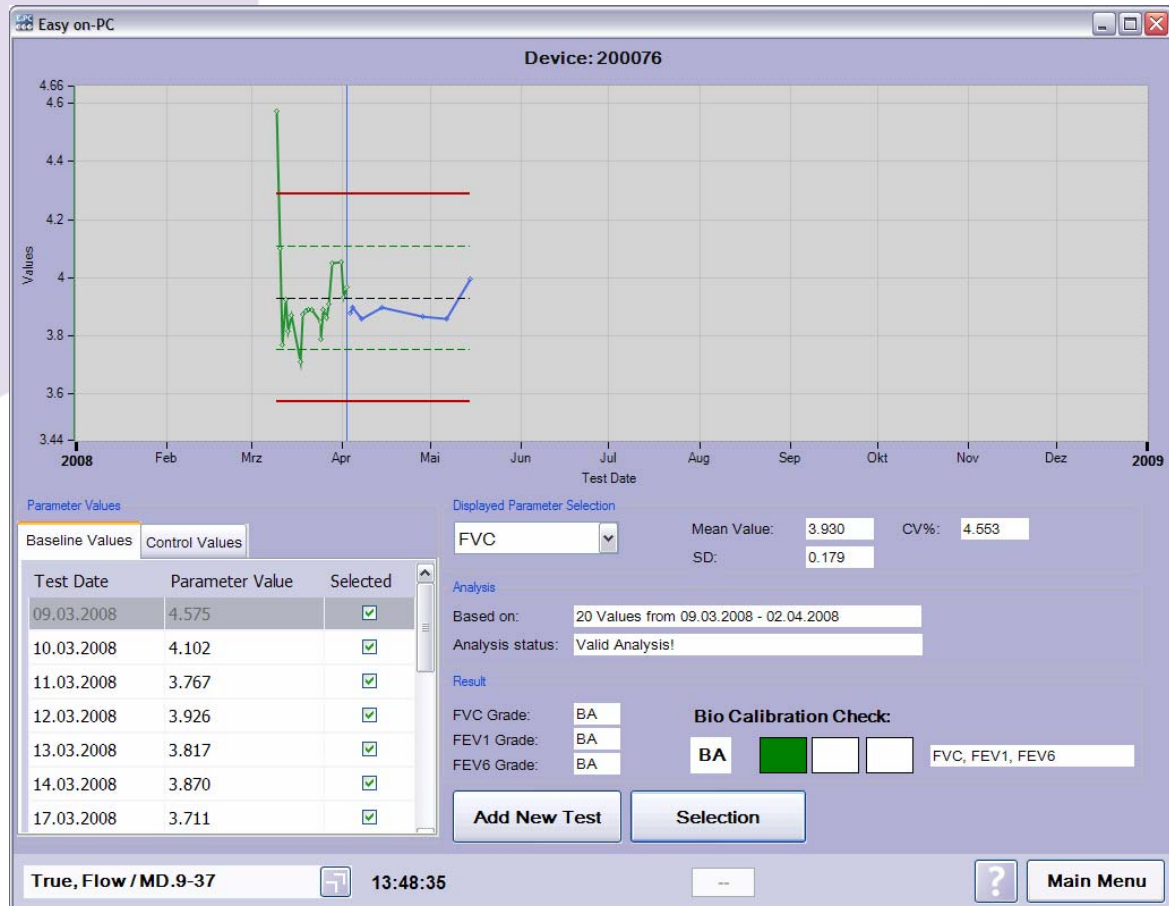 Easy on-PC
Device: 200076
4.66
4.6
4.4
4.2
4
3.8
3.6
3.44
Values
2008 Feb Mrz Apr Mai Jun Jul Aug Sep Okt Nov Dez 2009
Test Date
Parameter Values
Baseline Values Control Values
Test Date Parameter Value Selected
09.03.2008 4.575
10.03.2008 4.102
11.03.2008 3.767
12.03.2008 3.926
13.03.2008 3.817
14.03.2008 3.870
17.03.2008 3.711
Displayed Parameter Selection
FVC
Mean Value: 3.930 CV%: 4.553
SD: 0.179
Analysis
Based on: 20 Values from 09.03.2008 - 02.04.2008
Analysis status: Valid Analysis!
Result
FVC Grade: BA
FEV1 Grade: BA
FEV6 Grade: BA
Bio Calibration Check:
BA
FVC, FEV1, FEV6
Add New Test Selection
True, Flow / MD.9-37 13:48:35 -- ? Main Menu